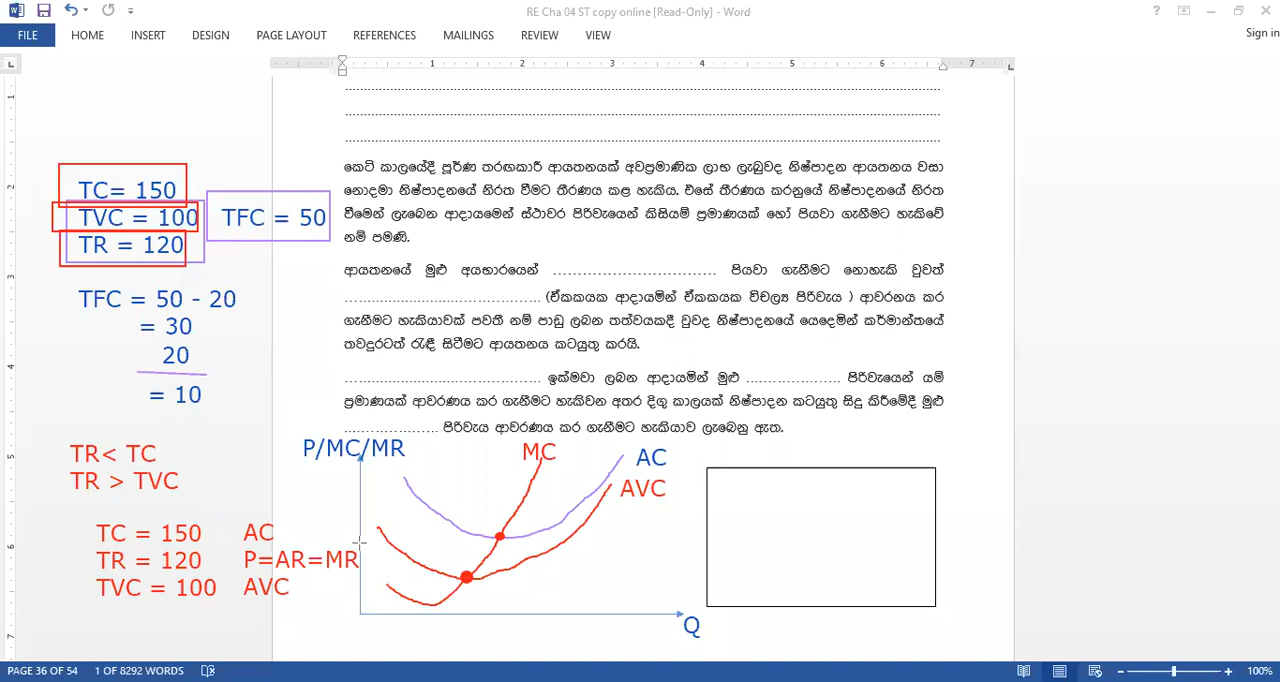 RE Cha 04 ST copy online [Read-Only] - Word
FILE HOME INSERT DESIGN PAGE LAYOUT REFERENCES MAILINGS REVIEW VIEW Sign in
1 2 3 4 5 6 7
කෙටි කාලයේදී පූර්ණ තරඟකාරී ආයතනයක් අවප්‍රමාණික ලාභ ලැබුවද නිෂ්පාදන ආයතනය වසා
නොදමා නිෂ්පාදනයේ නිරත වීමට තීරණය කළ හැකිය. එසේ තීරණය කරනුයේ නිෂ්පාදනයේ නිරත
වීමෙන් ලැබෙන ආදායමෙන් ස්ථාවර පිරිවැයෙන් කිසියම් ප්‍රමාණයක් හෝ පියවා ගැනීමට හැකිවේ
නම් පමණි.
ආයතනයේ මුළු අයභාරයෙන් ................................. පියවා ගැනීමට නොහැකි වුවත්
........................................ (ඒකකයක ආදායමින් ඒකකයක විචල්‍ය පිරිවැය ) ආවරනය කර
ගැනීමට හැකියාවක් පවතී නම් පාඩු ලබන තත්වයකදී වුවද නිෂ්පාදනයේ යෙදෙමින් කර්මාන්තයේ
තවදුරටත් රැඳී සිටීමට ආයතනය කටයුතු කරයි.
........................................ ඉක්මවා ලබන ආදායමින් මුළු ................... පිරිවැයෙන් යම්
ප්‍රමාණයක් ආවරණය කර ගැනීමට හැකිවන අතර දිගු කාලයක් නිෂ්පාදන කටයුතු සිදු කිරීමේදී මුළු
................... පිරිවැය ආවරණය කර ගැනීමට හැකියාව ලැබෙනු ඇත.
TC= 150
TVC = 100
TR = 120
TFC = 50
TFC = 50 - 20
= 30
20
= 10
TR< TC
TR > TVC
TC = 150 AC
TR = 120 P=AR=MR
TVC = 100 AVC
P/MC/MR
MC
AC
AVC
Q
PAGE 36 OF 54 1 OF 8292 WORDS 100%